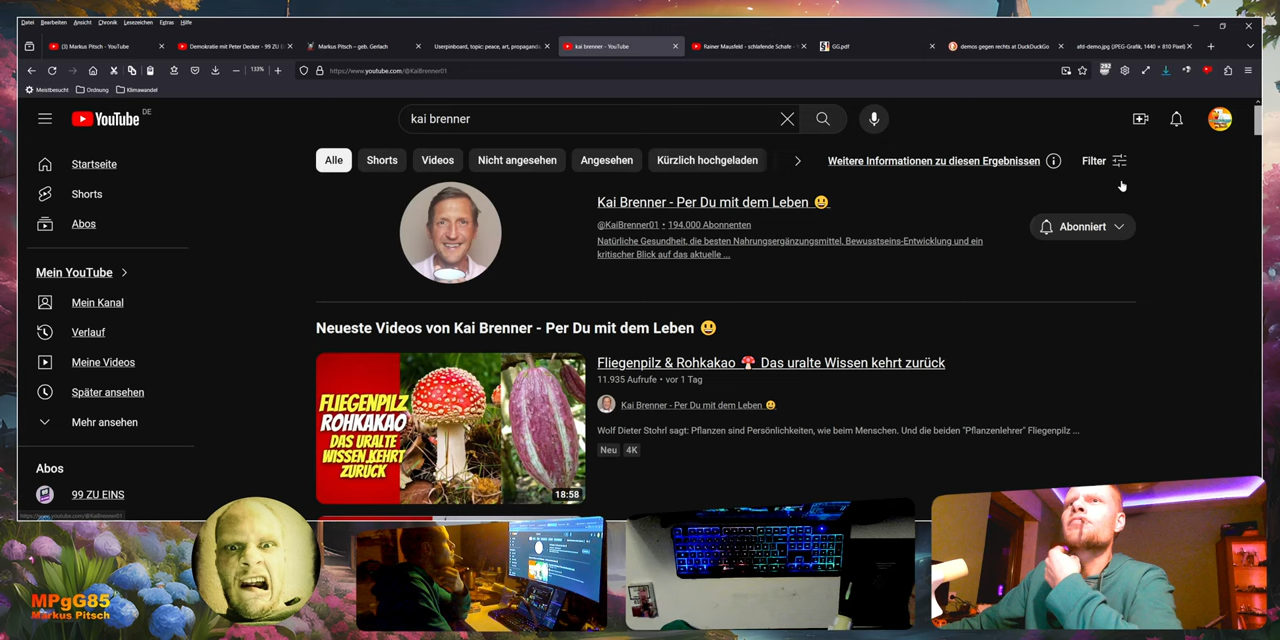 Datei Bearbeiten Ansicht Chronik Lesezeichen Extras Hilfe
(3) Markus Pitsch - YouTube
Demokratie mit Peter Decker - 99 ZU E
Markus Pitsch – geb. Gerlach
Userpinboard, topic: peace, art, propaganda
kai brenner - YouTube
Rainer Mausfeld - schlafende Schafe -
GG.pdf
demos gegen rechts at DuckDuckGo
afd-demo.jpg (JPEG-Grafik, 1440 × 810 Pixel)
133%
https://www.youtube.com/@KaiBrenner01
292
Meistbesucht Ordnung Klimawandel
YouTube DE
kai brenner
Alle Shorts Videos Nicht angesehen Angesehen Kürzlich hochgeladen
Weitere Informationen zu diesen Ergebnissen
Filter
Startseite
Shorts
Abos
Mein YouTube
Mein Kanal
Verlauf
Meine Videos
Später ansehen
Mehr ansehen
Abos
99 ZU EINS
Kai Brenner - Per Du mit dem Leben 😃
@KaiBrenner01 • 194.000 Abonnenten
Natürliche Gesundheit, die besten Nahrungsergänzungsmittel, Bewusstseins-Entwicklung und ein
kritischer Blick auf das aktuelle ...
Abonniert
Neueste Videos von Kai Brenner - Per Du mit dem Leben 😃
FLIEGENPILZ
ROHKAKAO
DAS URALTE
WISSEN KEHRT
ZURÜCK
18:58
Fliegenpilz & Rohkakao 🍄 Das uralte Wissen kehrt zurück
11.935 Aufrufe • vor 1 Tag
Kai Brenner - Per Du mit dem Leben 😃
Wolf Dieter Stohrl sagt: Pflanzen sind Persönlichkeiten, wie beim Menschen. Und die beiden "Pflanzenlehrer" Fliegenpilz ...
Neu 4K
https://www.youtube.com/@KaiBrenner01
MPgG85
Markus Pitsch